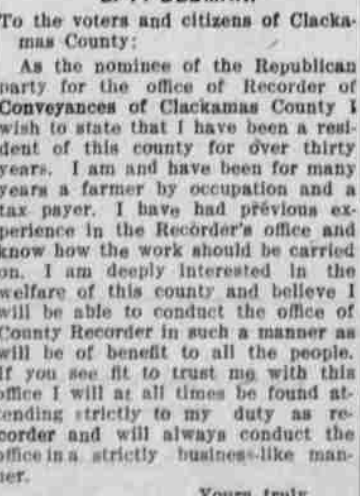 To the voters and citizens of Clacka-
mas County:
As the nominee of the Republican
party for the office of Recorder of
Conveyances of Clackamas County I
wish to state that I have been a resi-
dent of this county for over thirty
years. I am and have been for many
years a farmer by occupation and a
tax payer. I have had previous ex-
perience in the Recorder's office and
know how the work should be carried
on. I am deeply interested in the
welfare of this county and believe I
will be able to conduct the office of
County Recorder in such a manner as
will be of benefit to all the people.
If you see fit to trust me with this
office I will at all times be found at-
tending strictly to my duty as re-
corder and will always conduct the
office in a strictly business-like man-
ner.
Yours truly